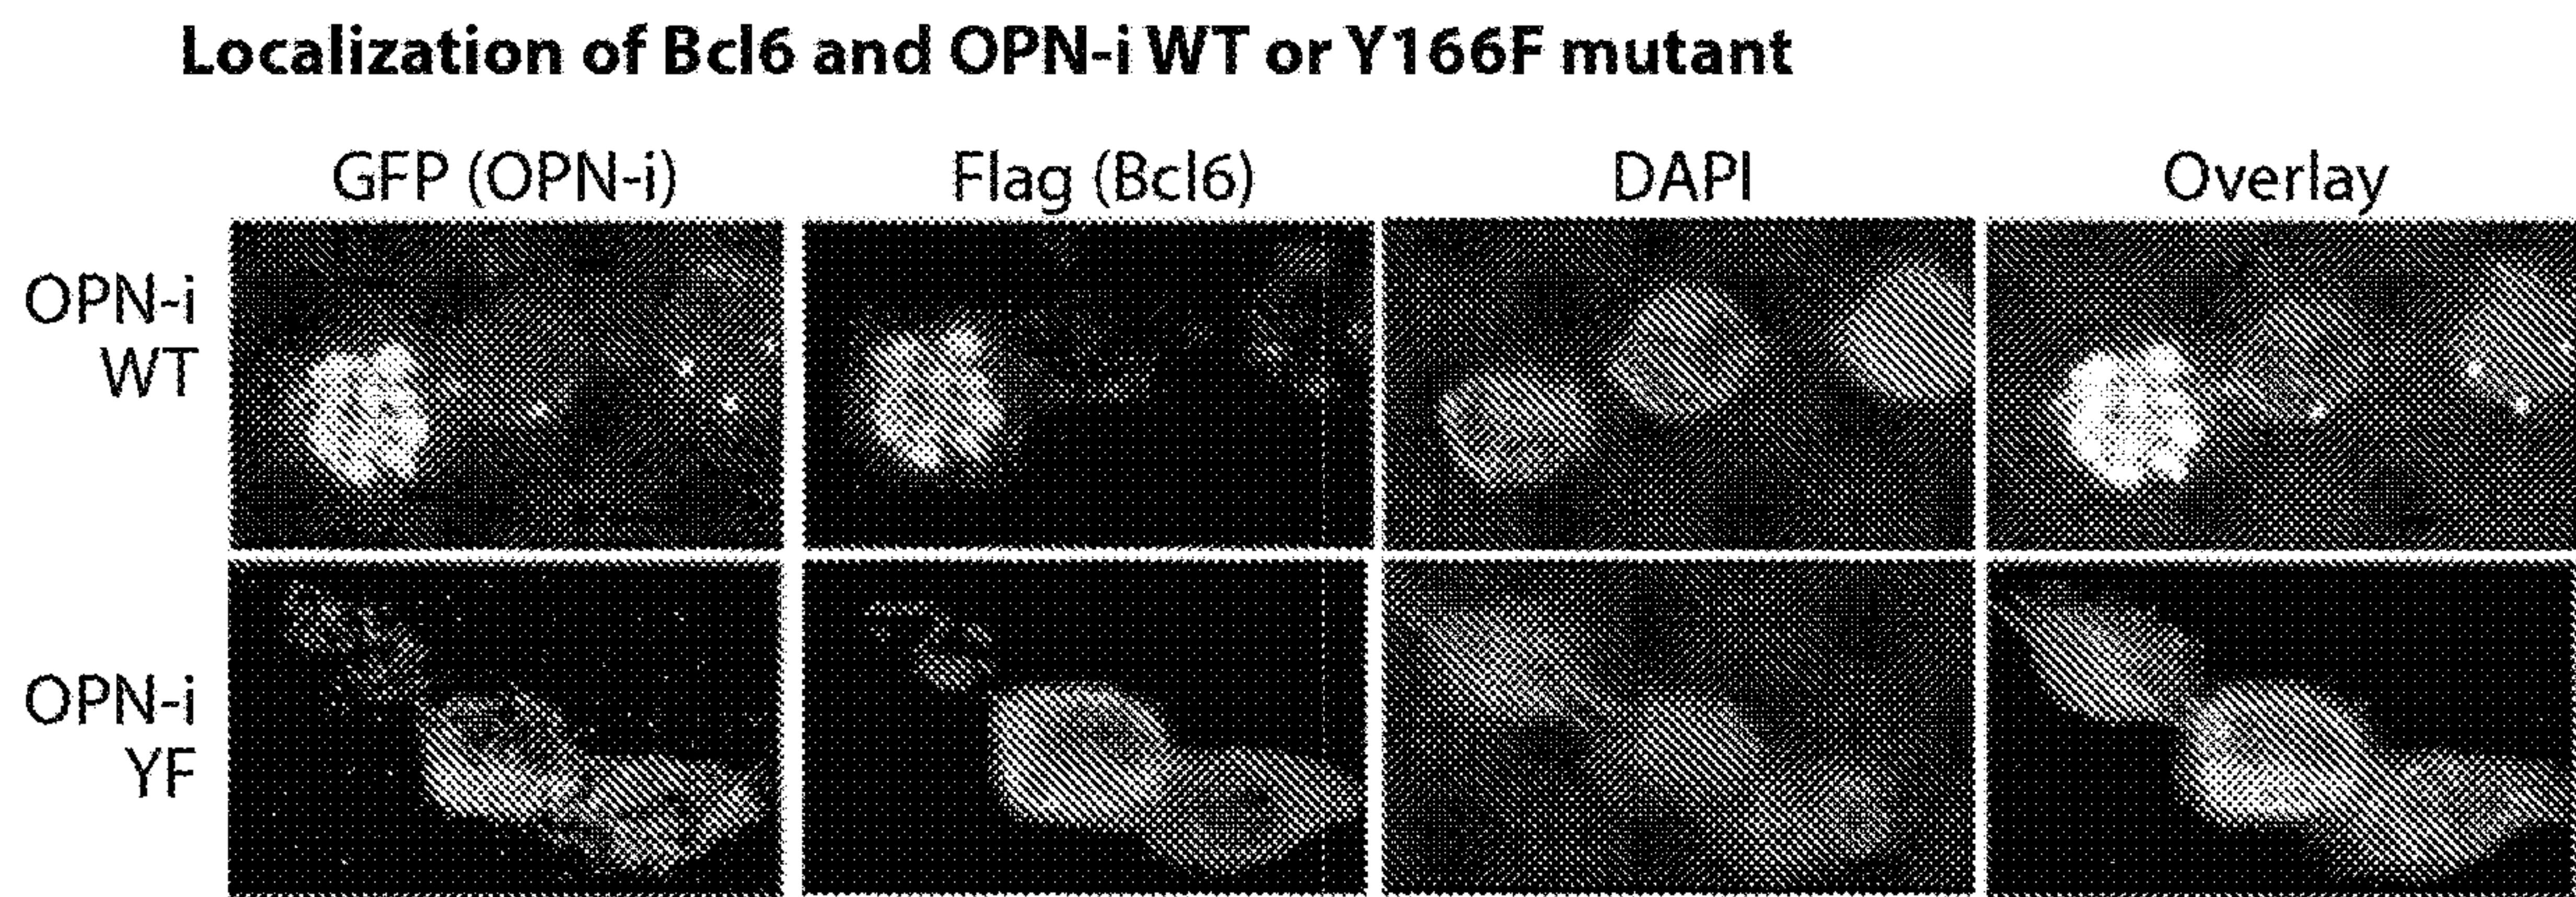 Localization of Bcl6 and OPN-i WT or Y166F mutant
GFP (OPN-i) Flag (Bcl6) DAPI Overlay
OPN-i
WT
OPN-i
YF